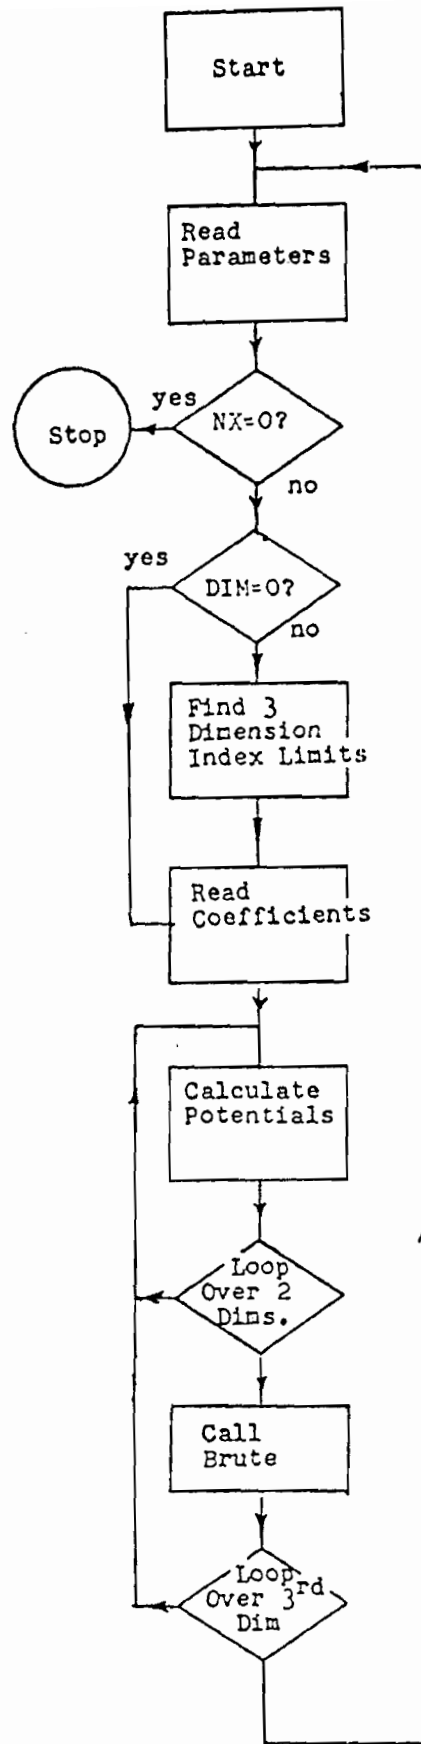 Start
Read
Parameters
yes
NX=0?
Stop
no
yes
DIM=0?
no
Find 3
Dimension
Index Limits
Read
Coefficients
Calculate
Potentials
Loop
Over 2
Dims.
Call
Brute
Loop
Over 3rd
Dim